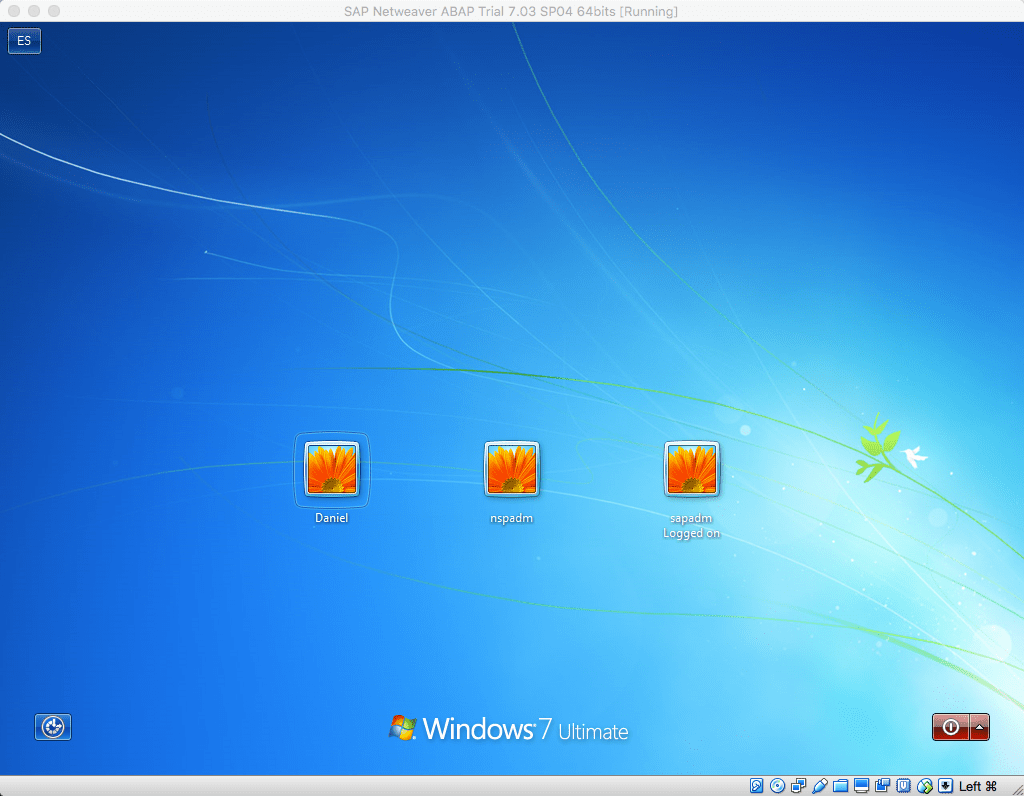 SAP Netweaver ABAP Trial 7.03 SP04 64bits [Running]
ES
Daniel
nspadm
sapadm
Logged on
Windows 7 Ultimate
Left ⌘